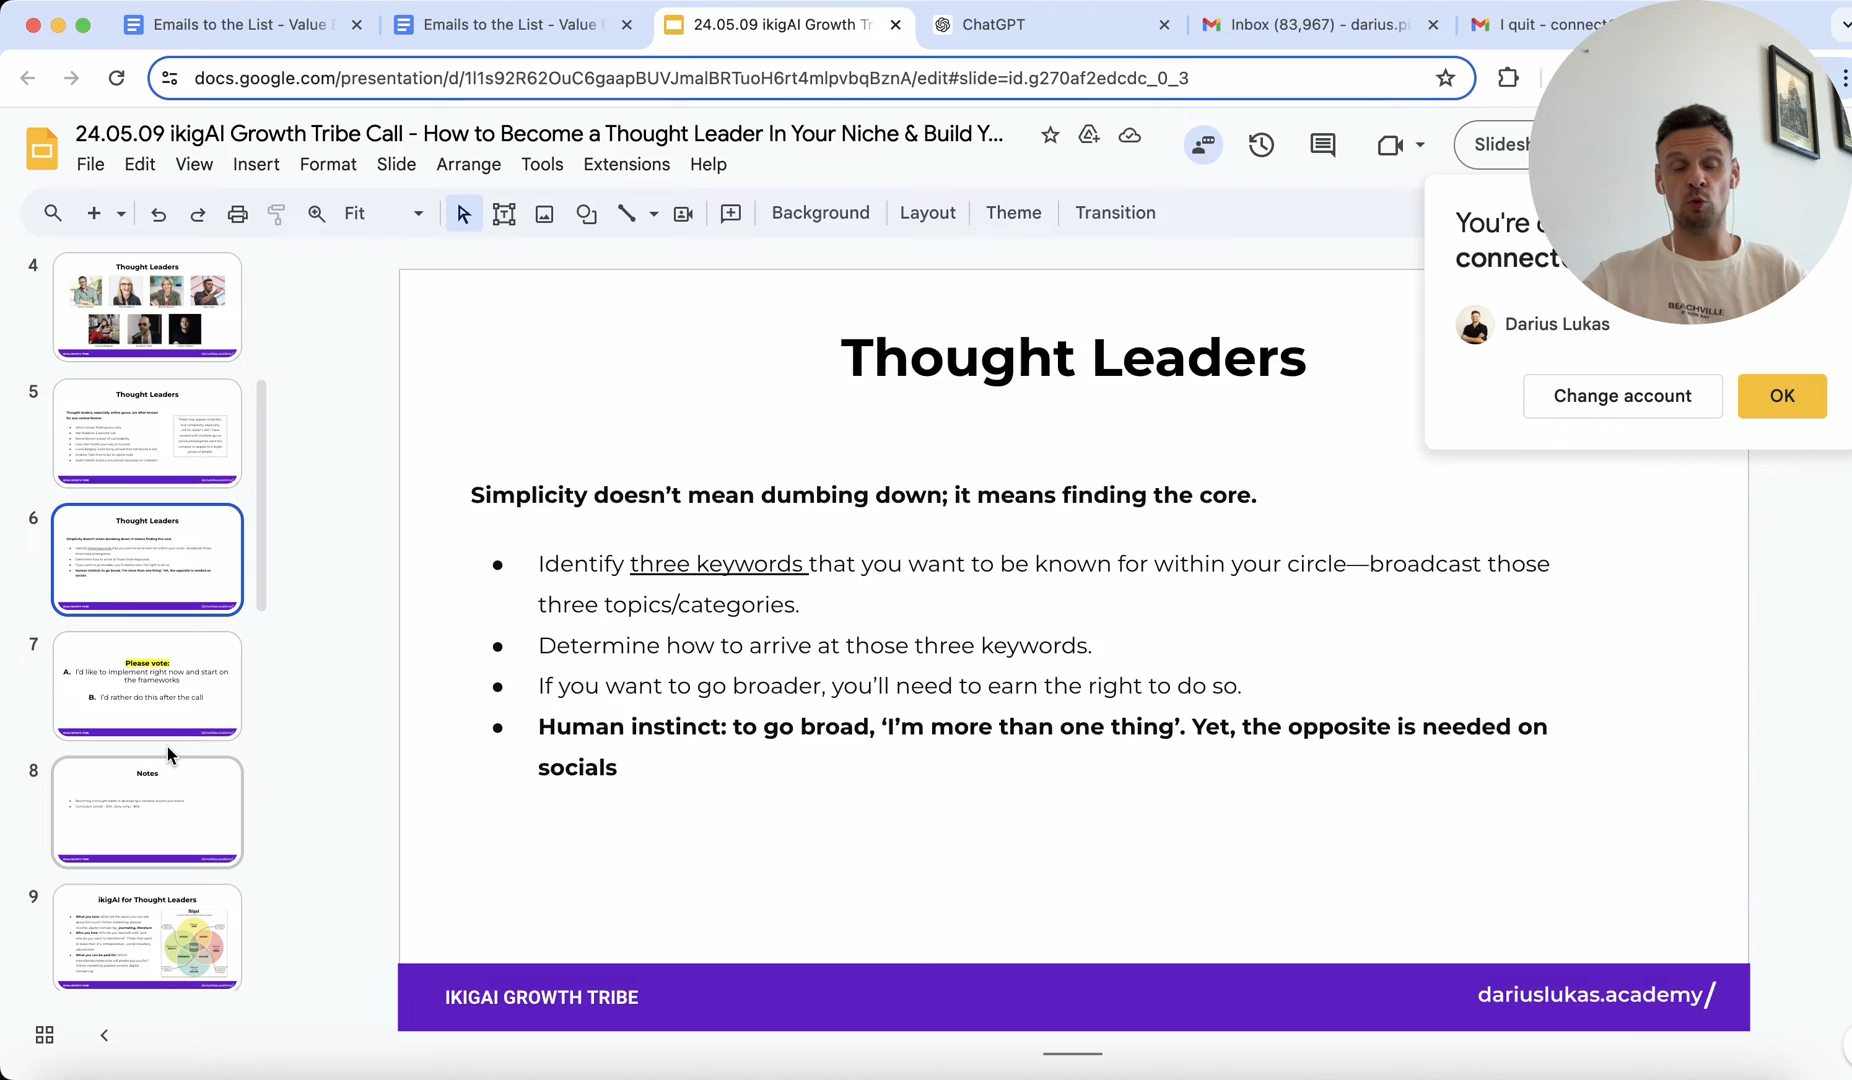 Emails to the List - Value E
Emails to the List - Value E
24.05.09 ikigAI Growth Tr
ChatGPT
Inbox (83,967) - darius.pi
I quit - connect
docs.google.com/presentation/d/1l1s92R62OuC6gaapBUVJmalBRTuoH6rt4mlpvbqBznA/edit#slide=id.g270af2edcdc_0_3
24.05.09 ikigAI Growth Tribe Call - How to Become a Thought Leader In Your Niche & Build Y...
File Edit View Insert Format Slide Arrange Tools Extensions Help
Slidesh
Fit
Background Layout Theme Transition
You're
connect
Darius Lukas
Change account
OK
BEACHVILLE
4
Thought Leaders
5
Thought Leaders
6
Thought Leaders
7
Please vote:
A. I'd like to implement right now and start on
the frameworks
B. I'd rather do this after the call
8
Notes
9
ikigAI for Thought Leaders
Thought Leaders
Simplicity doesn’t mean dumbing down; it means finding the core.
● Identify three keywords that you want to be known for within your circle—broadcast those
three topics/categories.
● Determine how to arrive at those three keywords.
● If you want to go broader, you’ll need to earn the right to do so.
● Human instinct: to go broad, ‘I’m more than one thing’. Yet, the opposite is needed on
socials
IKIGAI GROWTH TRIBE
dariuslukas.academy/